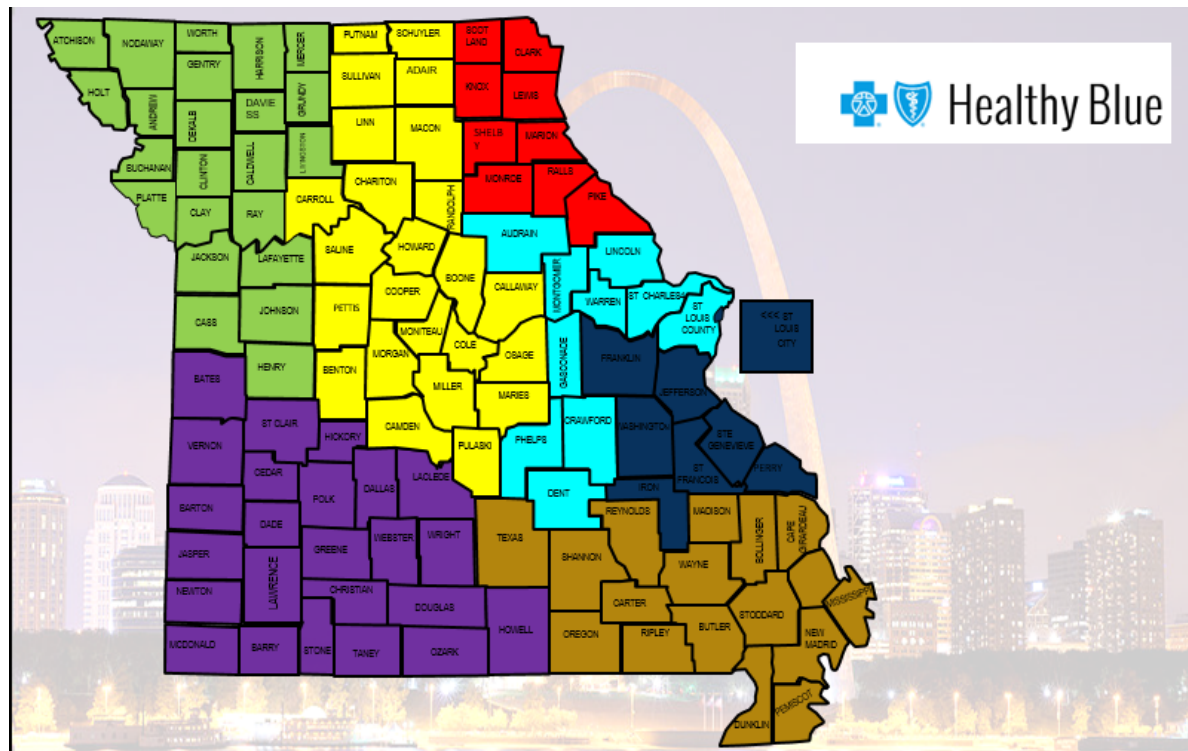 Healthy Blue
ATCHISON
NODAWAY
WORTH
GENTRY
HARRISON
MERCER
PUTNAM
SCHUYLER
SCOT
LAND
CLARK
HOLT
ANDREW
DEKALB
DAVIE
SS
GRUNDY
SULLIVAN
ADAIR
KNOX
LEWIS
BUCHANAN
CLINTON
CALDWELL
LIVINGSTON
LINN
MACON
SHELB
Y
MARION
PLATTE
CLAY
RAY
CARROLL
CHARITON
RANDOLPH
MONROE
RALLS
PIKE
JACKSON
LAFAYETTE
SALINE
HOWARD
BOONE
AUDRAIN
MONTGOMER
LINCOLN
CASS
JOHNSON
PETTIS
COOPER
MONITEAU
COLE
CALLAWAY
WARREN
ST CHARLES
ST
LOUIS
COUNTY
<<< ST
LOUIS
CITY
BATES
HENRY
BENTON
MORGAN
MILLER
OSAGE
MARIES
GASCONADE
FRANKLIN
JEFFERSON
VERNON
ST CLAIR
HICKORY
CAMDEN
PULASKI
PHELPS
CRAWFORD
WASHINGTON
STE
GENEVIEVE
ST
FRANCOIS
PERRY
BARTON
CEDAR
POLK
DALLAS
LACLEDE
DENT
IRON
JASPER
DADE
GREENE
WEBSTER
WRIGHT
TEXAS
SHANNON
REYNOLDS
MADISON
BOLLINGER
CAPE
GIRARDEAU
NEWTON
LAWRENCE
CHRISTIAN
DOUGLAS
CARTER
WAYNE
STODDARD
MISSISSIPPI
MCDONALD
BARRY
STONE
TANEY
OZARK
HOWELL
OREGON
RIPLEY
BUTLER
NEW
MADRID
DUNKLIN
PEMISCOT